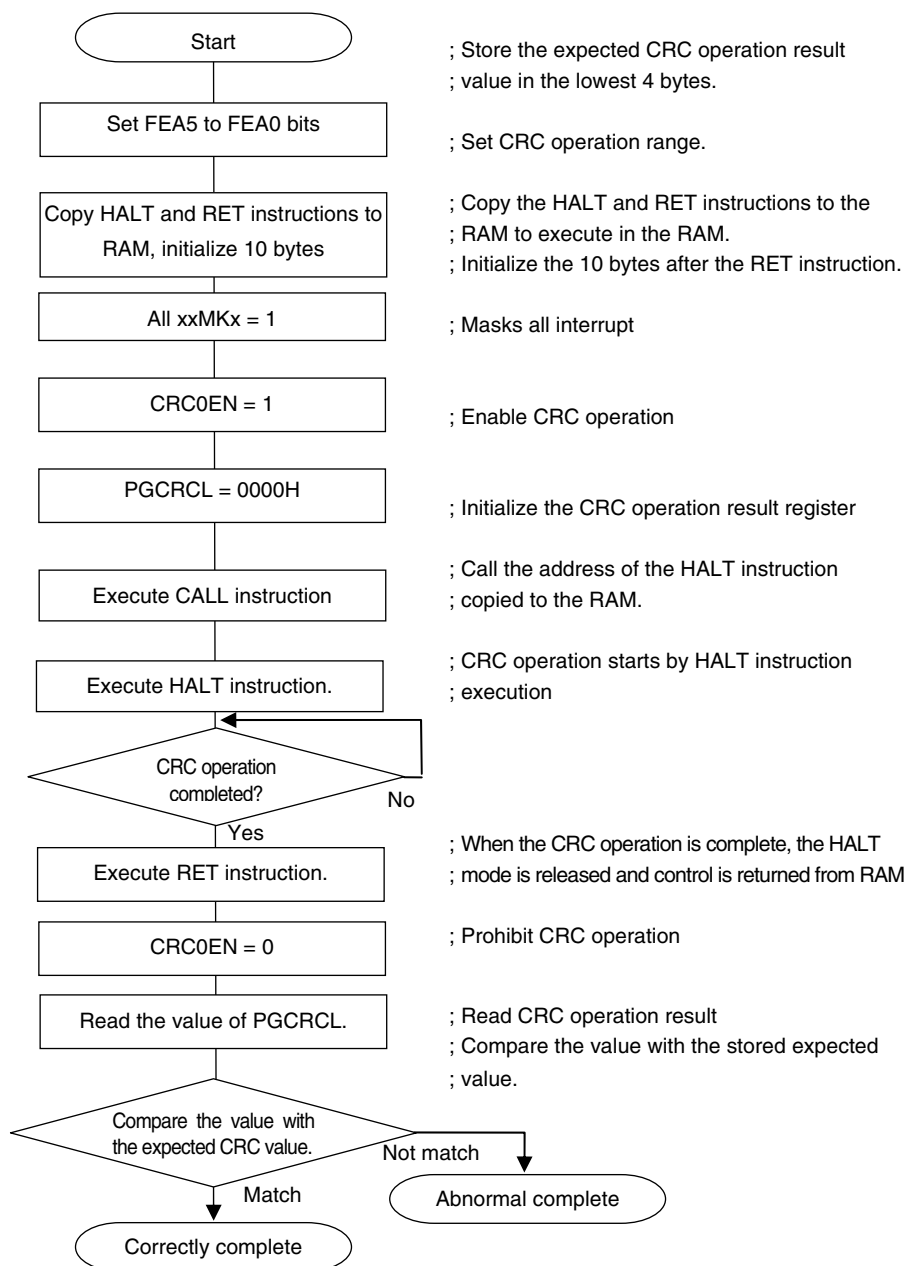 Start
; Store the expected CRC operation result
; value in the lowest 4 bytes.
Set FEA5 to FEA0 bits
; Set CRC operation range.
Copy HALT and RET instructions to
RAM, initialize 10 bytes
; Copy the HALT and RET instructions to the
; RAM to execute in the RAM.
; Initialize the 10 bytes after the RET instruction.
All xxMKx = 1
; Masks all interrupt
CRC0EN = 1
; Enable CRC operation
PGCRCL = 0000H
; Initialize the CRC operation result register
Execute CALL instruction
; Call the address of the HALT instruction
; copied to the RAM.
Execute HALT instruction.
; CRC operation starts by HALT instruction
; execution
CRC operation
completed?
No
Yes
Execute RET instruction.
; When the CRC operation is complete, the HALT
; mode is released and control is returned from RAM
CRC0EN = 0
; Prohibit CRC operation
Read the value of PGCRCL.
; Read CRC operation result
; Compare the value with the stored expected
; value.
Compare the value with
the expected CRC value.
Not match
Match
Abnormal complete
Correctly complete